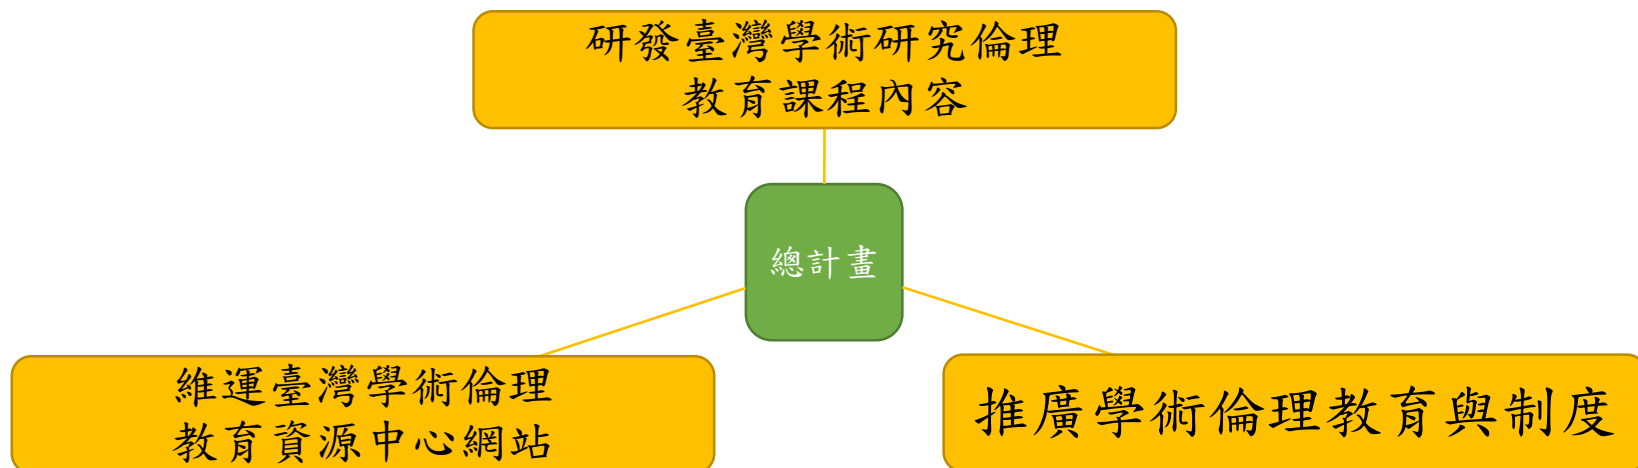 研發臺灣學術研究倫理
教育課程內容
總計畫
維運臺灣學術倫理
教育資源中心網站
推廣學術倫理教育與制度